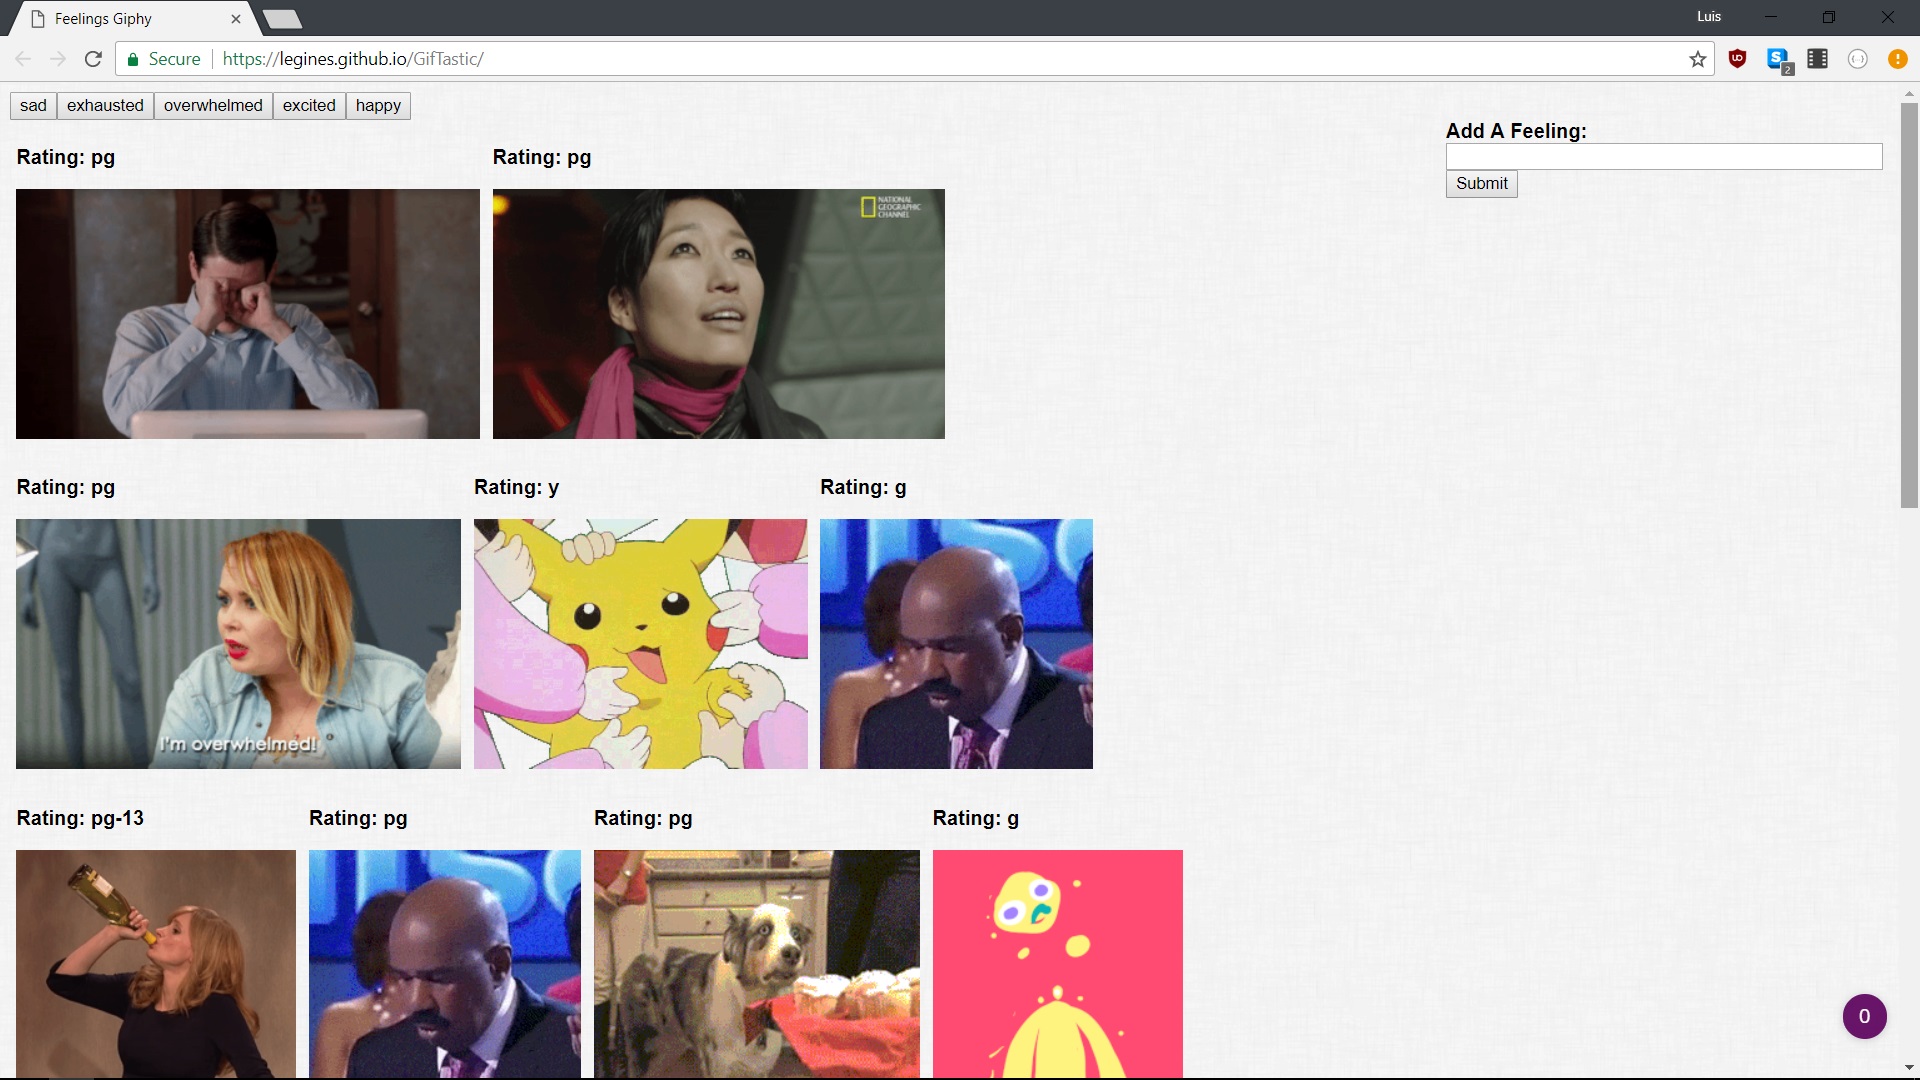 Feelings Giphy
Luis
Secure
https://legines.github.io/GifTastic/
2
sad exhausted overwhelmed excited happy
Add A Feeling:
Submit
Rating: pg
Rating: pg
NATIONAL
GEOGRAPHIC
CHANNEL
Rating: pg
Rating: y
Rating: g
I'm overwhelmed!
Rating: pg-13
Rating: pg
Rating: pg
Rating: g
0